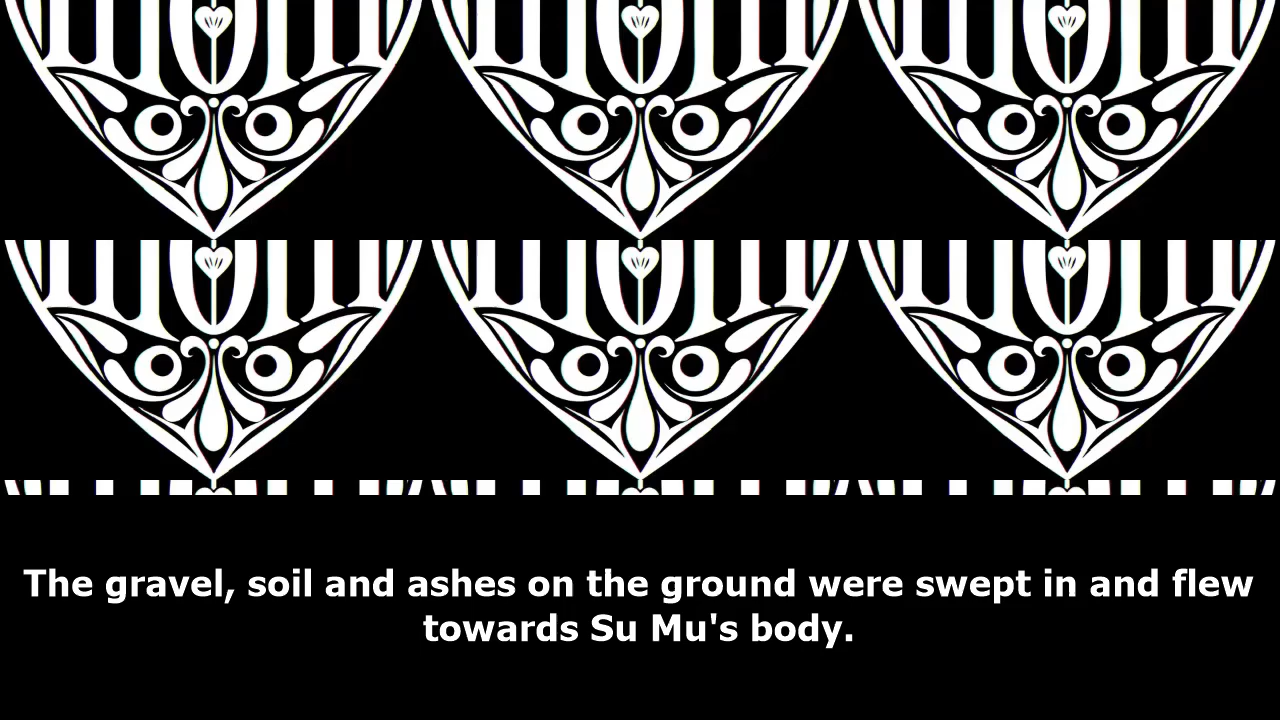 The gravel, soil and ashes on the ground were swept in and flew
towards Su Mu's body.